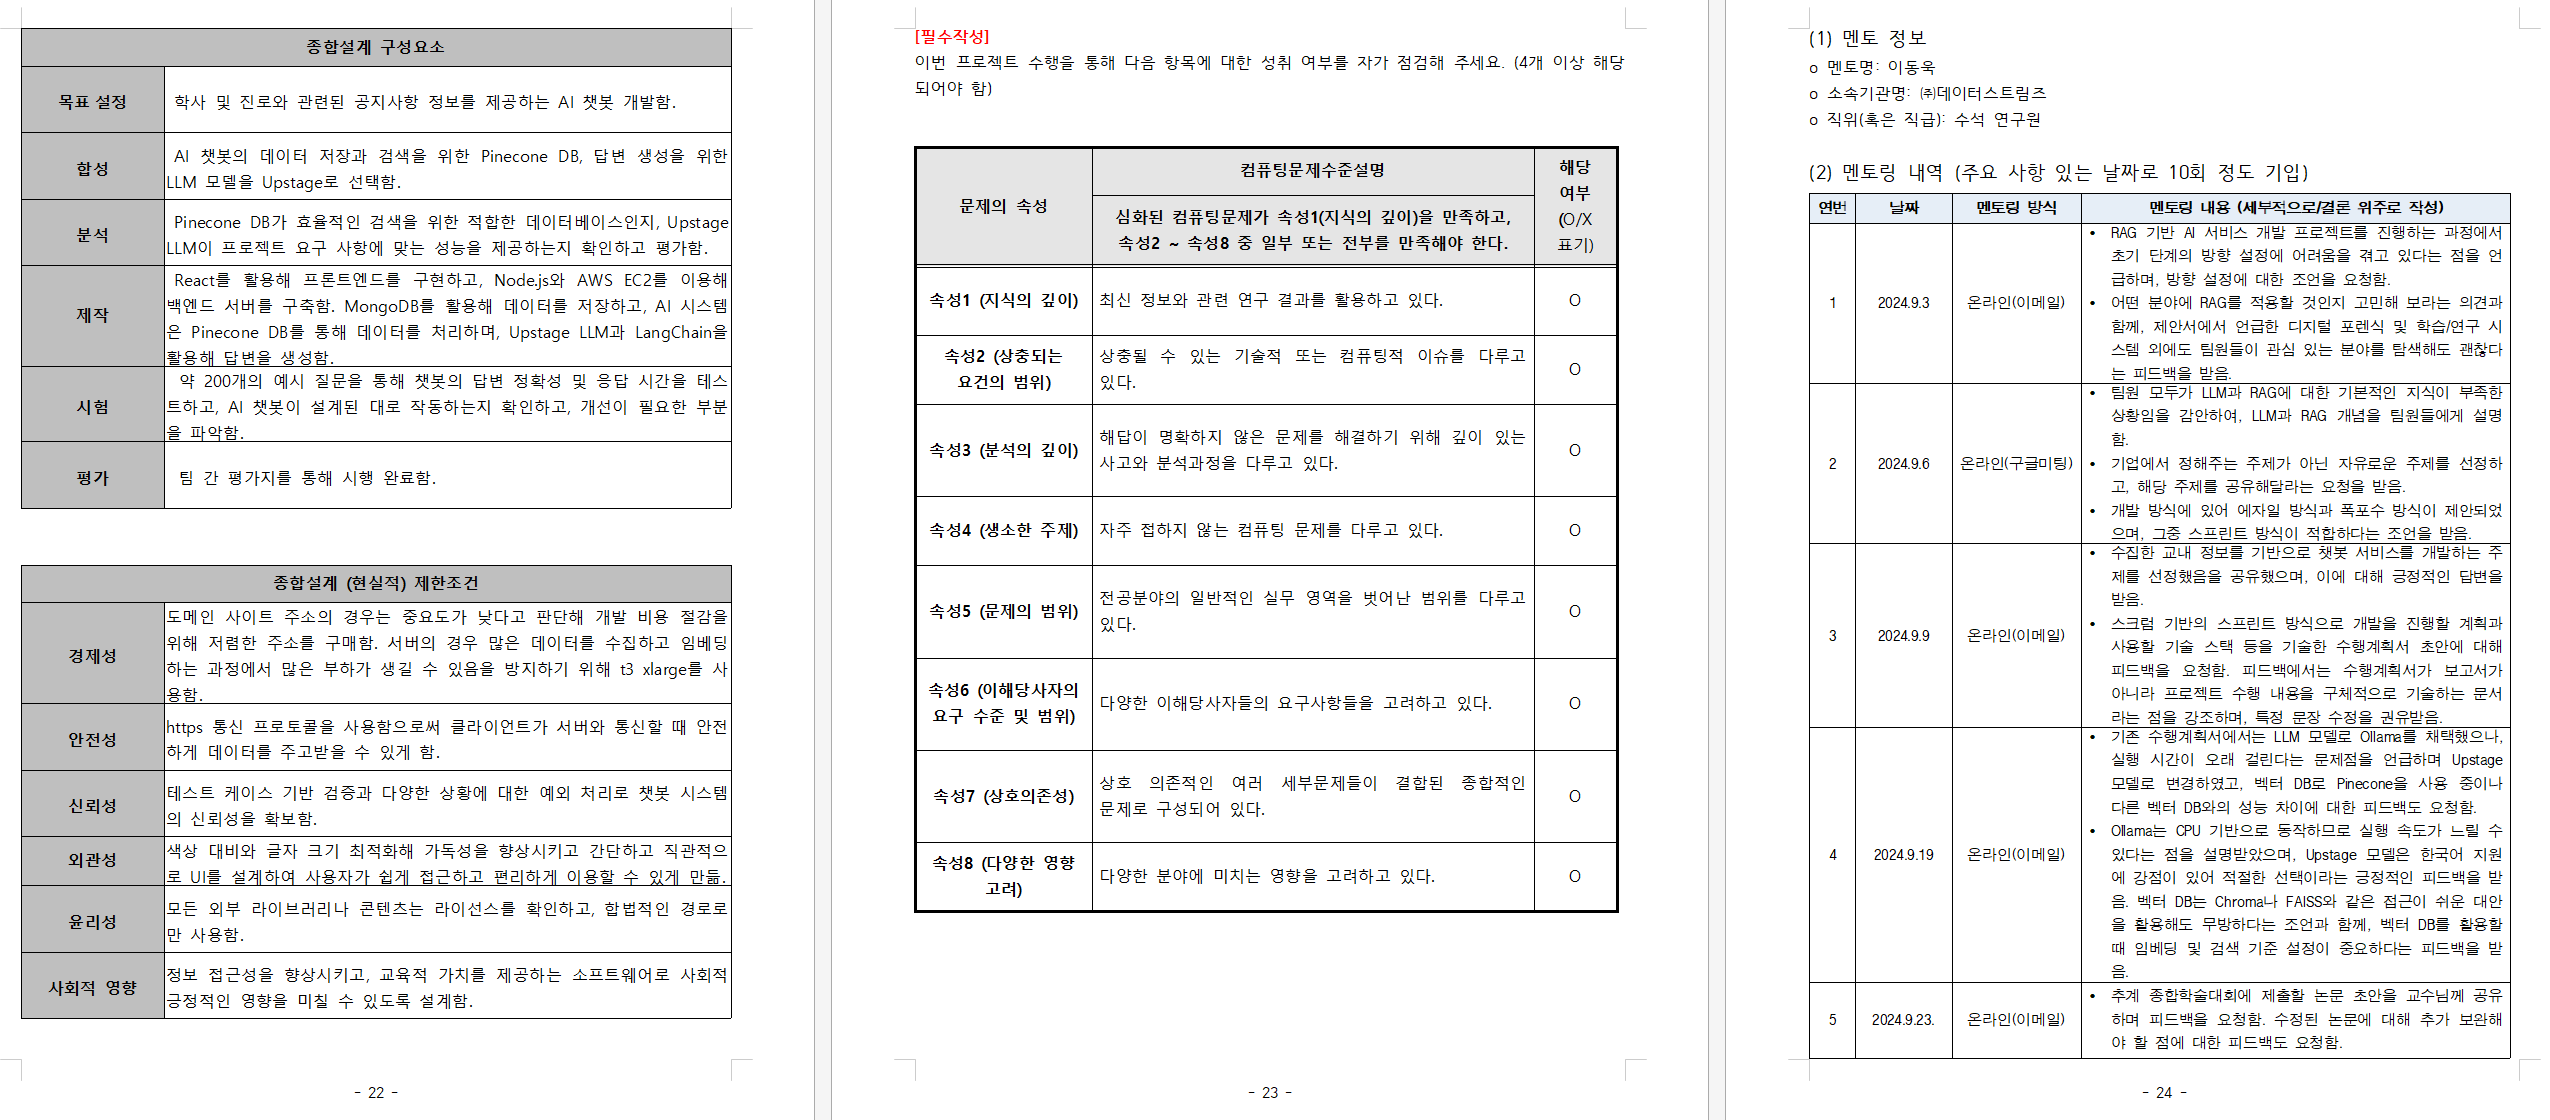 종합설계 구성요소
목표 설정
학사 및 진로와 관련된 공지사항 정보를 제공하는 AI 챗봇 개발함.
합성
AI 챗봇의 데이터 저장과 검색을 위한 Pinecone DB, 답변 생성을 위한
LLM 모델을 Upstage로 선택함.
분석
Pinecone DB가 효율적인 검색을 위한 적합한 데이터베이스인지, Upstage
LLM이 프로젝트 요구 사항에 맞는 성능을 제공하는지 확인하고 평가함.
제작
React를 활용해 프론트엔드를 구현하고, Node.js와 AWS EC2를 이용해
백엔드 서버를 구축함. MongoDB를 활용해 데이터를 저장하고, AI 시스템
은 Pinecone DB를 통해 데이터를 처리하며, Upstage LLM과 LangChain을
활용해 답변을 생성함.
시험
약 200개의 예시 질문을 통해 챗봇의 답변 정확성 및 응답 시간을 테스
트하고, AI 챗봇이 설계된 대로 작동하는지 확인하고, 개선이 필요한 부분
을 파악함.
평가
팀 간 평가지를 통해 시행 완료함.
종합설계 (현실적) 제한조건
경제성
도메인 사이트 주소의 경우는 중요도가 낮다고 판단해 개발 비용 절감을
위해 저렴한 주소를 구매함. 서버의 경우 많은 데이터를 수집하고 임베딩
하는 과정에서 많은 부하가 생길 수 있음을 방지하기 위해 t3 xlarge를 사
용함.
안전성
https 통신 프로토콜을 사용함으로써 클라이언트가 서버와 통신할 때 안전
하게 데이터를 주고받을 수 있게 함.
신뢰성
테스트 케이스 기반 검증과 다양한 상황에 대한 예외 처리로 챗봇 시스템
의 신뢰성을 확보함.
외관성
색상 대비와 글자 크기 최적화해 가독성을 향상시키고 간단하고 직관적으
로 UI를 설계하여 사용자가 쉽게 접근하고 편리하게 이용할 수 있게 만듦.
윤리성
모든 외부 라이브러리나 콘텐츠는 라이선스를 확인하고, 합법적인 경로로
만 사용함.
사회적 영향
정보 접근성을 향상시키고, 교육적 가치를 제공하는 소프트웨어로 사회적
긍정적인 영향을 미칠 수 있도록 설계함.
- 22 -
[필수작성]
이번 프로젝트 수행을 통해 다음 항목에 대한 성취 여부를 자가 점검해 주세요. (4개 이상 해당
되어야 함)
문제의 속성
컴퓨팅문제수준설명
심화된 컴퓨팅문제가 속성1(지식의 깊이)을 만족하고,
속성2 ~ 속성8 중 일부 또는 전부를 만족해야 한다.
해당
여부
(O/X
표기)
속성1 (지식의 깊이)
최신 정보와 관련 연구 결과를 활용하고 있다.
O
속성2 (상충되는
요건의 범위)
상충될 수 있는 기술적 또는 컴퓨팅적 이슈를 다루고
있다.
O
속성3 (분석의 깊이)
해답이 명확하지 않은 문제를 해결하기 위해 깊이 있는
사고와 분석과정을 다루고 있다.
O
속성4 (생소한 주제)
자주 접하지 않는 컴퓨팅 문제를 다루고 있다.
O
속성5 (문제의 범위)
전공분야의 일반적인 실무 영역을 벗어난 범위를 다루고
있다.
O
속성6 (이해당사자의
요구 수준 및 범위)
다양한 이해당사자들의 요구사항들을 고려하고 있다.
O
속성7 (상호의존성)
상호 의존적인 여러 세부문제들이 결합된 종합적인
문제로 구성되어 있다.
O
속성8 (다양한 영향
고려)
다양한 분야에 미치는 영향을 고려하고 있다.
O
- 23 -
(1) 멘토 정보
o 멘토명: 이동욱
o 소속기관명: ㈜데이터스트림즈
o 직위(혹은 직급): 수석 연구원
(2) 멘토링 내역 (주요 사항 있는 날짜로 10회 정도 기입)
연번 날짜 멘토링 방식 멘토링 내용 (세부적으로/결론 위주로 작성)
1
2024.9.3
온라인(이메일)
• RAG 기반 AI 서비스 개발 프로젝트를 진행하는 과정에서
초기 단계의 방향 설정에 어려움을 겪고 있다는 점을 언
급하며, 방향 설정에 대한 조언을 요청함.
• 어떤 분야에 RAG를 적용할 것인지 고민해 보라는 의견과
함께, 제안서에서 언급한 디지털 포렌식 및 학습/연구 시
스템 외에도 팀원들이 관심 있는 분야를 탐색해도 괜찮다
는 피드백을 받음.
2
2024.9.6
온라인(구글미팅)
• 팀원 모두가 LLM과 RAG에 대한 기본적인 지식이 부족한
상황임을 감안하여, LLM과 RAG 개념을 팀원들에게 설명
함.
• 기업에서 정해주는 주제가 아닌 자유로운 주제를 선정하
고, 해당 주제를 공유해달라는 요청을 받음.
• 개발 방식에 있어 에자일 방식과 폭포수 방식이 제안되었
으며, 그중 스프린트 방식이 적합하다는 조언을 받음.
3
2024.9.9
온라인(이메일)
• 수집한 교내 정보를 기반으로 챗봇 서비스를 개발하는 주
제를 선정했음을 공유했으며, 이에 대해 긍정적인 답변을
받음.
• 스크럼 기반의 스프린트 방식으로 개발을 진행할 계획과
사용할 기술 스택 등을 기술한 수행계획서 초안에 대해
피드백을 요청함. 피드백에서는 수행계획서가 보고서가
아니라 프로젝트 수행 내용을 구체적으로 기술하는 문서
라는 점을 강조하며, 특정 문장 수정을 권유받음.
4
2024.9.19
온라인(이메일)
• 기존 수행계획서에서는 LLM 모델로 Ollama를 채택했으나,
실행 시간이 오래 걸린다는 문제점을 언급하며 Upstage
모델로 변경하였고, 벡터 DB로 Pinecone을 사용 중이나
다른 벡터 DB와의 성능 차이에 대한 피드백도 요청함.
• Ollama는 CPU 기반으로 동작하므로 실행 속도가 느릴 수
있다는 점을 설명받았으며, Upstage 모델은 한국어 지원
에 강점이 있어 적절한 선택이라는 긍정적인 피드백을 받
음. 벡터 DB는 Chroma나 FAISS와 같은 접근이 쉬운 대안
을 활용해도 무방하다는 조언과 함께, 벡터 DB를 활용할
때 임베딩 및 검색 기준 설정이 중요하다는 피드백을 받
음.
5
2024.9.23.
온라인(이메일)
• 추계 종합학술대회에 제출할 논문 초안을 교수님께 공유
하며 피드백을 요청함. 수정된 논문에 대해 추가 보완해
야 할 점에 대한 피드백도 요청함.
- 24 -